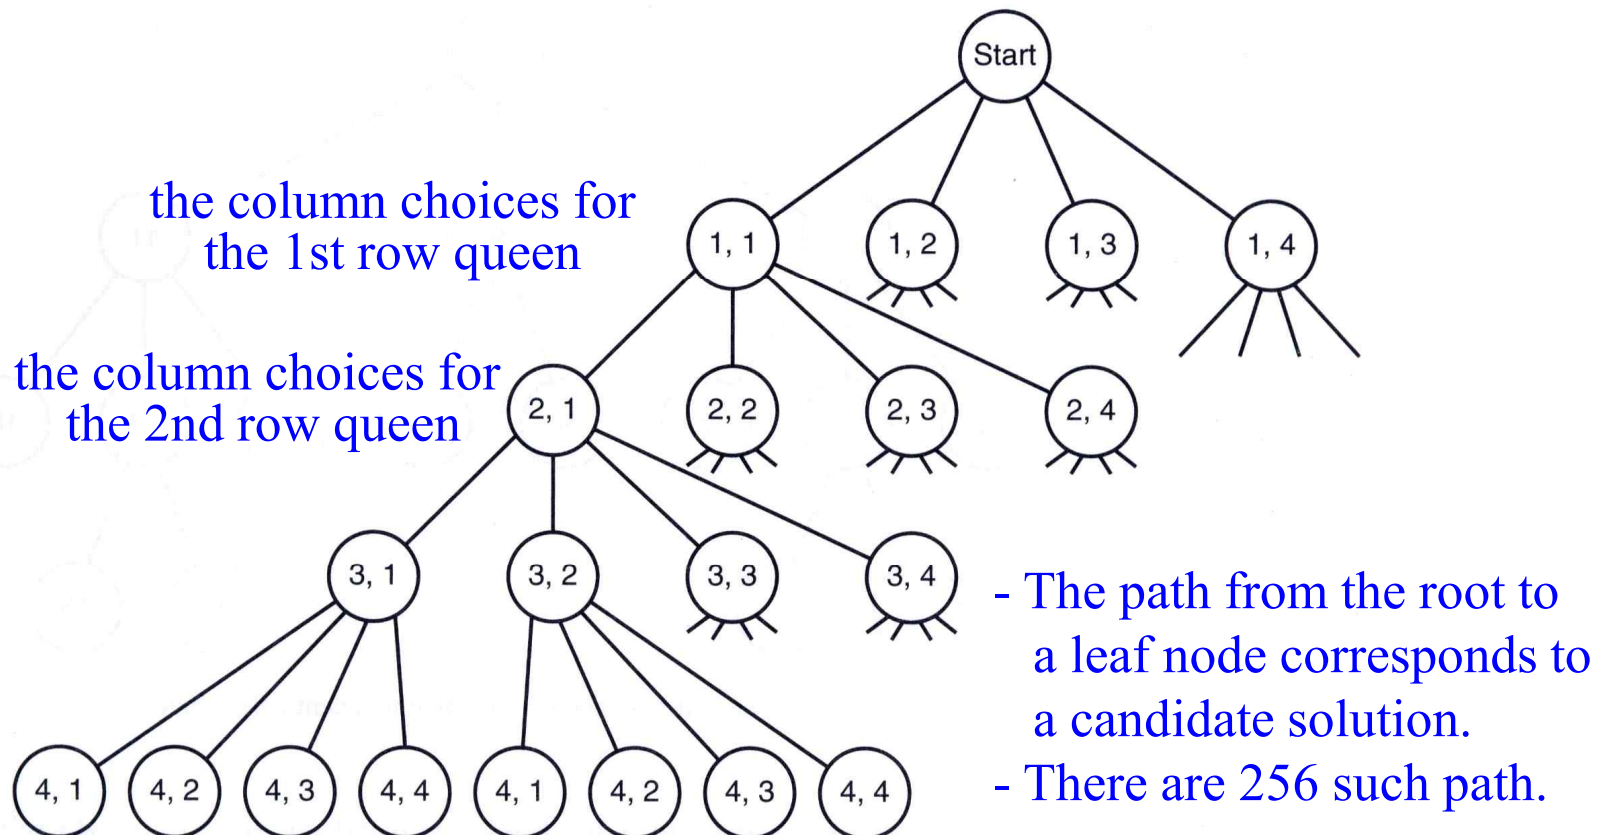 Start
the column choices for
the 1st row queen
1, 1
1, 2
1, 3
1, 4
the column choices for
the 2nd row queen
2, 1
2, 2
2, 3
2, 4
3, 1
3, 2
3, 3
3, 4
- The path from the root to
a leaf node corresponds to
a candidate solution.
- There are 256 such path.
4, 1
4, 2
4, 3
4, 4
4, 1
4, 2
4, 3
4, 4